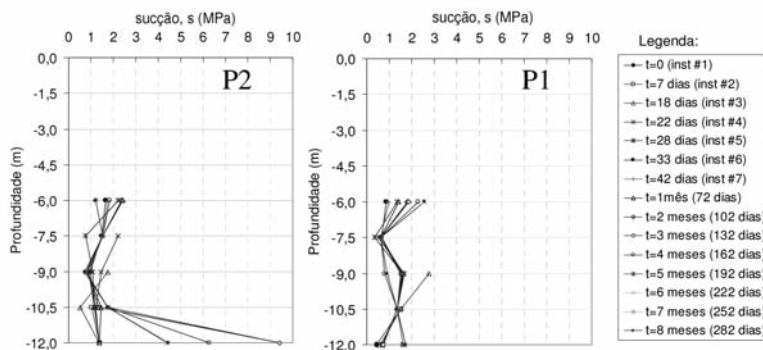 sucção, s (MPa)
0 1 2 3 4 5 6 7 8 9 10
0,0
-1,5
-3,0
-4,5
-6,0
-7,5
-9,0
-10,5
-12,0
Profundidade (m)
P2
sucção, s (MPa)
0 1 2 3 4 5 6 7 8 9 10
0,0
-1,5
-3,0
-4,5
-6,0
-7,5
-9,0
-10,5
-12,0
Profundidade (m)
P1
Legenda:
t=0 (inst #1)
t=7 dias (inst #2)
t=18 dias (inst #3)
t=22 dias (inst #4)
t=28 dias (inst #5)
t=33 dias (inst #6)
t=42 dias (inst #7)
t=1mês (72 dias)
t=2 meses (102 dias)
t=3 meses (132 dias)
t=4 meses (162 dias)
t=5 meses (192 dias)
t=6 meses (222 dias)
t=7 meses (252 dias)
t=8 meses (282 dias)